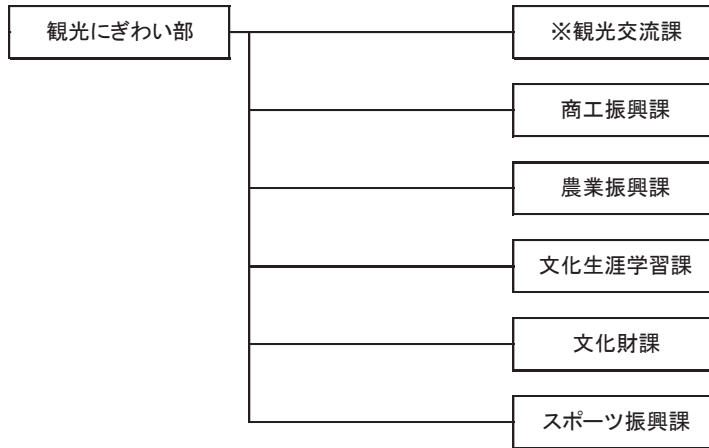 観光にぎわい部
※観光交流課
商工振興課
農業振興課
文化生涯学習課
文化財課
スポーツ振興課